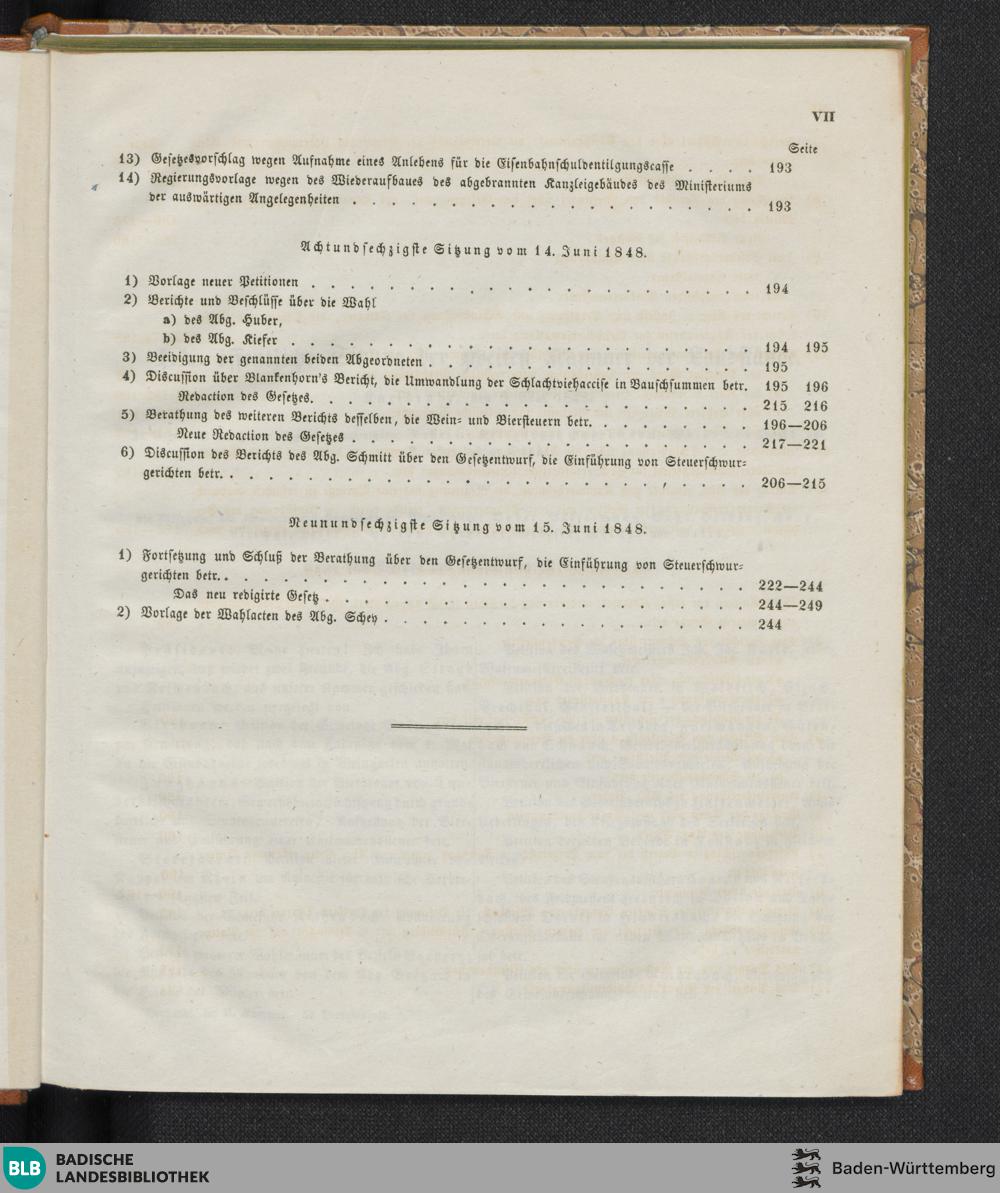 VII
Seite
13) Gesetzesvorschlag wegen Aufnahme eines Anlehens für die Eisenbahnschuldentilgungscasse . . . . 193
14) Regierungsvorlage wegen des Wiederaufbaues des abgebrannten Kanzleigebäudes des Ministeriums
der auswärtigen Angelegenheiten . . . . . . . . . . . . . . . . . . . . 193
Achtundsechzigste Sitzung vom 14. Juni 1848.
1) Vorlage neuer Petitionen . . . . . . . . . . . . . . . . . . . . . . 194
2) Berichte und Beschlüsse über die Wahl
a) des Abg. Huber,
b) des Abg. Kiefer . . . . . . . . . . . . . . . . . . . . . . . 194 195
3) Beeidigung der genannten beiden Abgeordneten . . . . . . . . . . . . . . . . 195
4) Discussion über Blankenhorn's Bericht, die Umwandlung der Schlachtviehaccise in Bauschsummen betr. 195 196
Redaction des Gesetzes. . . . . . . . . . . . . . . . . . . . . . 215 216
5) Berathung des weiteren Berichts desselben, die Wein- und Biersteuern betr. . . . . . . . . 196—206
Neue Redaction des Gesetzes . . . . . . . . . . . . . . . . . . . . 217—221
6) Discussion des Berichts des Abg. Schmitt über den Gesetzentwurf, die Einführung von Steuerschwur-
gerichten betr. . . . . . . . . . . . . . . . . . . . . . . . . . 206—215
Neunundsechzigste Sitzung vom 15. Juni 1848.
1) Fortsetzung und Schluß der Berathung über den Gesetzentwurf, die Einführung von Steuerschwur-
gerichten betr. . . . . . . . . . . . . . . . . . . . . . . . . . 222—244
Das neu redigirte Gesetz . . . . . . . . . . . . . . . . . . . . . 244—249
2) Vorlage der Wahlacten des Abg. Schey . . . . . . . . . . . . . . . . . . 244
BLB BADISCHE
LANDESBIBLIOTHEK
Baden-Württemberg